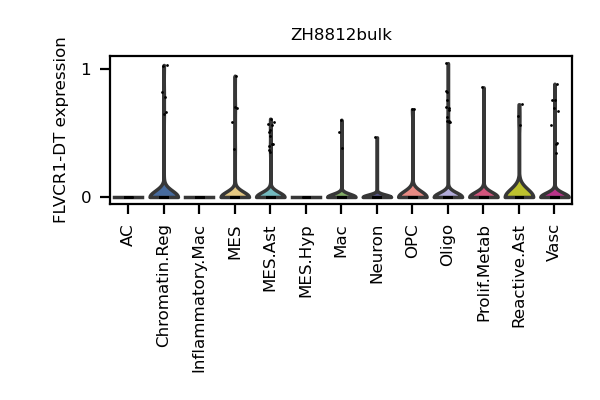 ZH8812bulk
FLVCR1-DT expression
1
0
AC
Chromatin.Reg
Inflammatory.Mac
MES
MES.Ast
MES.Hyp
Mac
Neuron
OPC
Oligo
Prolif.Metab
Reactive.Ast
Vasc